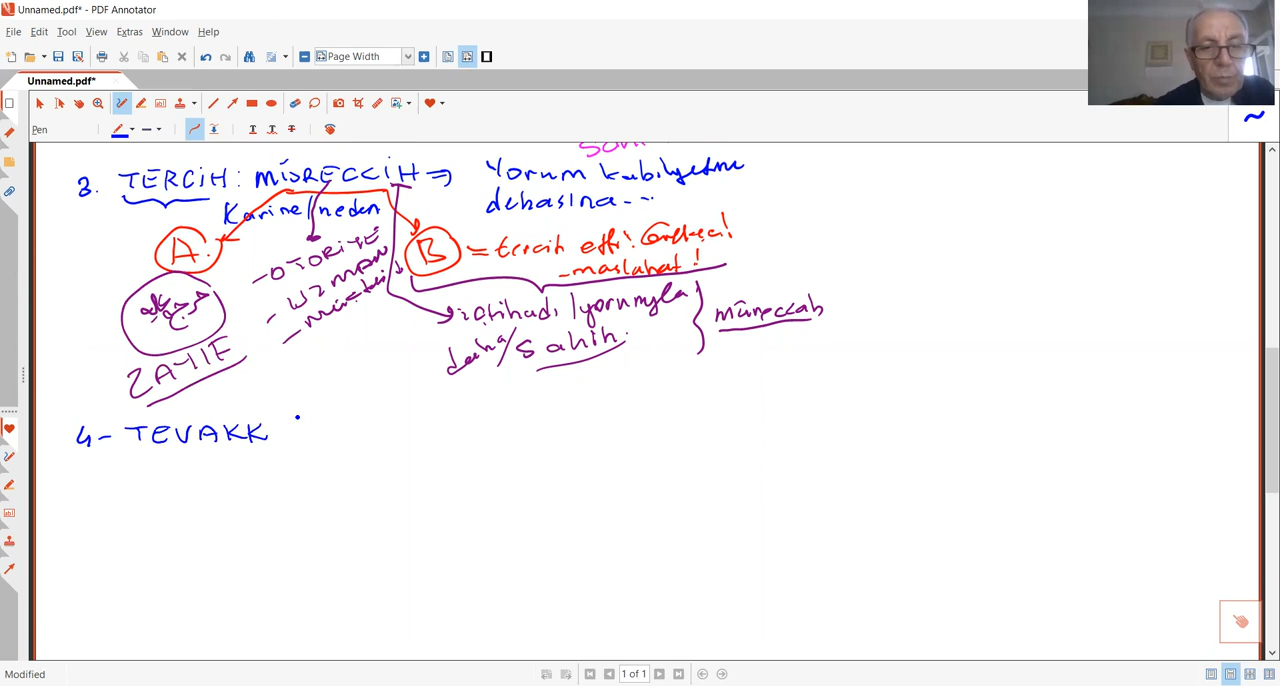 Unnamed.pdf* - PDF Annotator
File Edit Tool View Extras Window Help
Page Width
Unnamed.pdf*
Pen
3. TERCİH: MÜRECCİH ⇒ Yorum kabiliyetine
dehasına...
Karine/neden
A.
B = tercih etti! Gerekçe!
- maslahat!
- OTORİTE
- UZMAN
ZAYIF
içtihadı/yorumuyla
daha/Sahih.
müreccah
4- TEVAKK
Modified
1 of 1